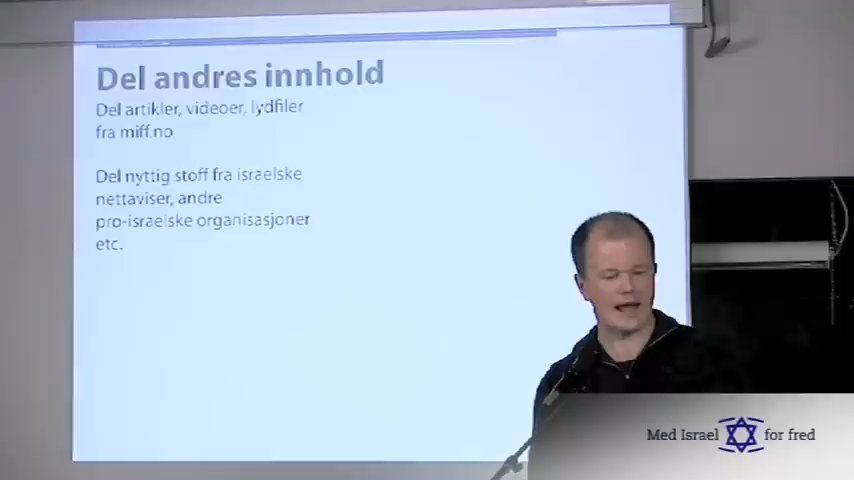 Del andres innhold
Del artikler, videoer, lydfiler
fra miff.no
Del nyttig stoff fra israelske
nettaviser, andre
pro-israelske organisasjoner
etc.
Med Israel for fred